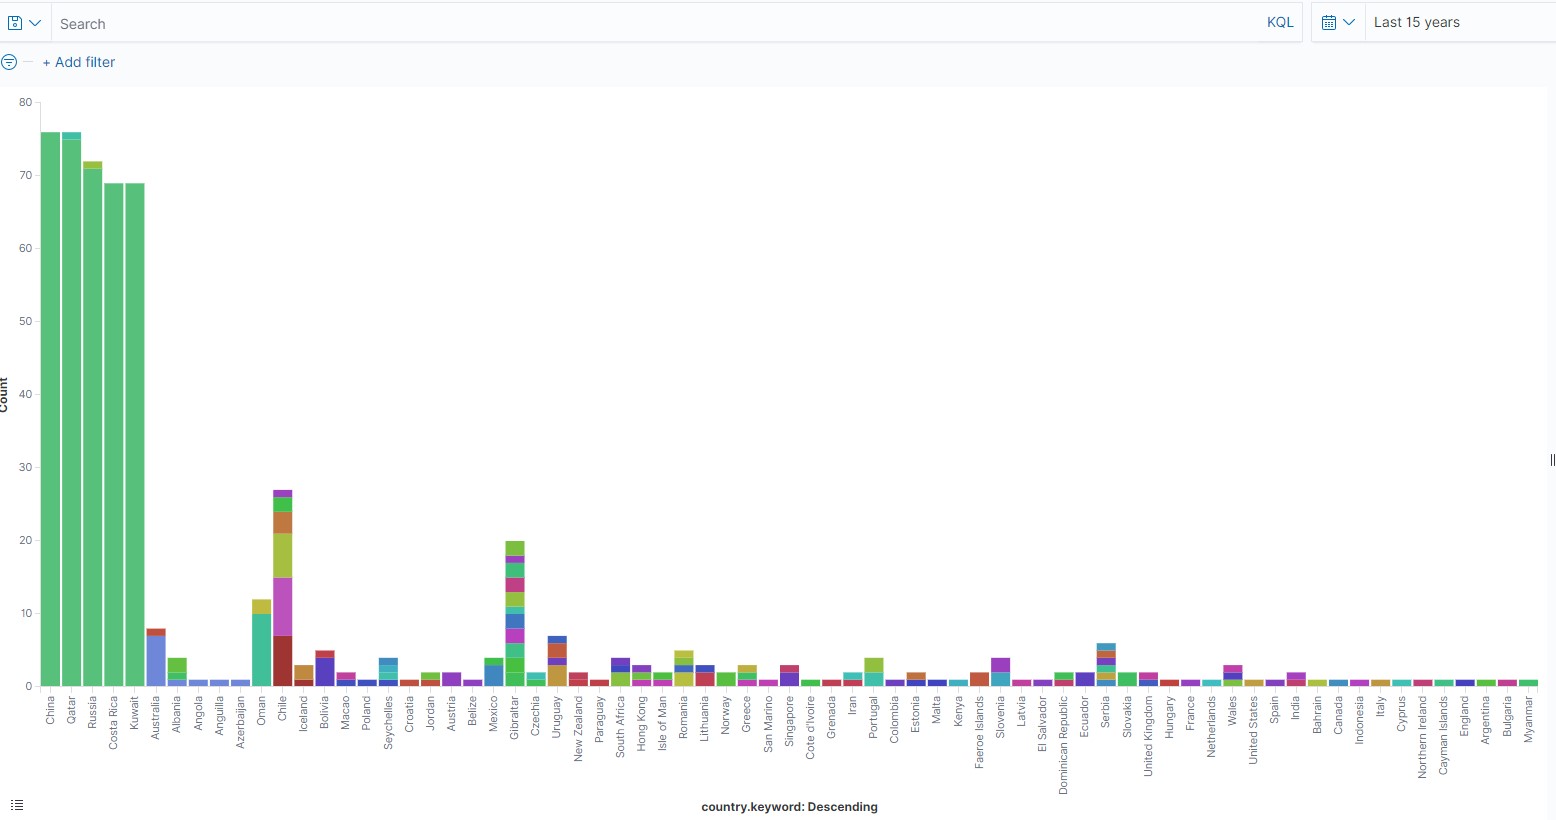 Search
KQL
Last 15 years
+ Add filter
80
70
60
50
40
30
20
10
0
Count
China
Qatar
Russia
Costa Rica
Kuwait
Australia
Albania
Angola
Anguilla
Azerbaijan
Oman
Chile
Iceland
Bolivia
Macao
Poland
Seychelles
Croatia
Jordan
Austria
Belize
Mexico
Gibraltar
Czechia
Uruguay
New Zealand
Paraguay
South Africa
Hong Kong
Isle of Man
Romania
Lithuania
Norway
Greece
San Marino
Singapore
Cote d'Ivoire
Grenada
Iran
Portugal
Colombia
Estonia
Malta
Kenya
Faeroe Islands
Slovenia
Latvia
El Salvador
Dominican Republic
Ecuador
Serbia
Slovakia
United Kingdom
Hungary
France
Netherlands
Wales
United States
Spain
India
Bahrain
Canada
Indonesia
Italy
Cyprus
Northern Ireland
Cayman Islands
England
Argentina
Bulgaria
Myanmar
country.keyword: Descending